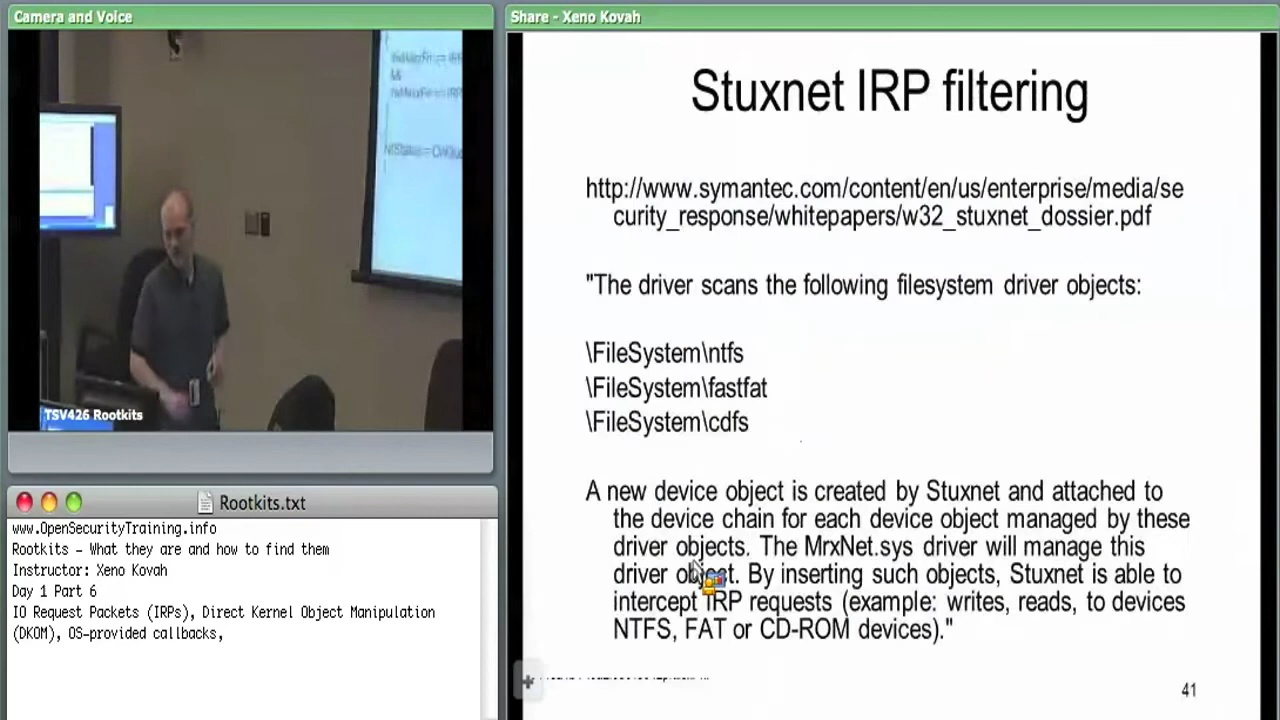 Camera and Voice
TSV426 Rootkits
Rootkits.txt
www.OpenSecurityTraining.info
Rootkits – What they are and how to find them
Instructor: Xeno Kovah
Day 1 Part 6
IO Request Packets (IRPs), Direct Kernel Object Manipulation
(DKOM), OS-provided callbacks,
Share - Xeno Kovah
Stuxnet IRP filtering
http://www.symantec.com/content/en/us/enterprise/media/se
curity_response/whitepapers/w32_stuxnet_dossier.pdf
"The driver scans the following filesystem driver objects:
\FileSystem\ntfs
\FileSystem\fastfat
\FileSystem\cdfs
A new device object is created by Stuxnet and attached to
the device chain for each device object managed by these
driver objects. The MrxNet.sys driver will manage this
driver object. By inserting such objects, Stuxnet is able to
intercept IRP requests (example: writes, reads, to devices
NTFS, FAT or CD-ROM devices)."
41